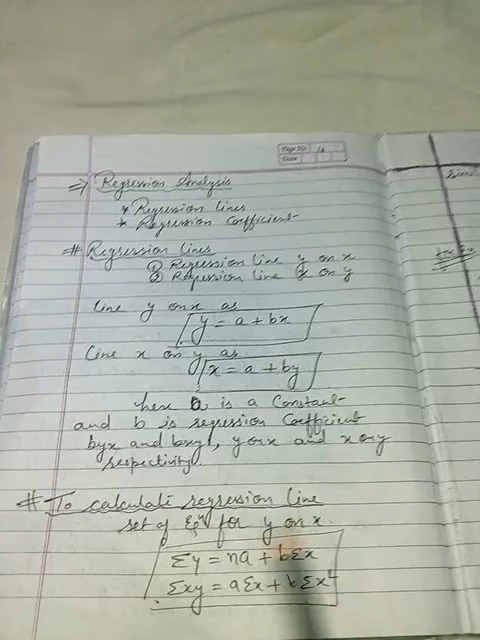 Page No. 10
Date
=> Regression Analysis
* Regression lines
* Regression Coefficient
# Regression lines
① Regression line y on x
② Regression line x on y
Line y on x as
y = a + bx
Line x on y as
x = a + by
here a is a Constant
and b is regression Coefficient
byx and bxy, y on x and x on y
respectivity.
# To calculate regression line
set of Eqn for y on x
Σy = na + bΣx
Σxy = aΣx + bΣx²